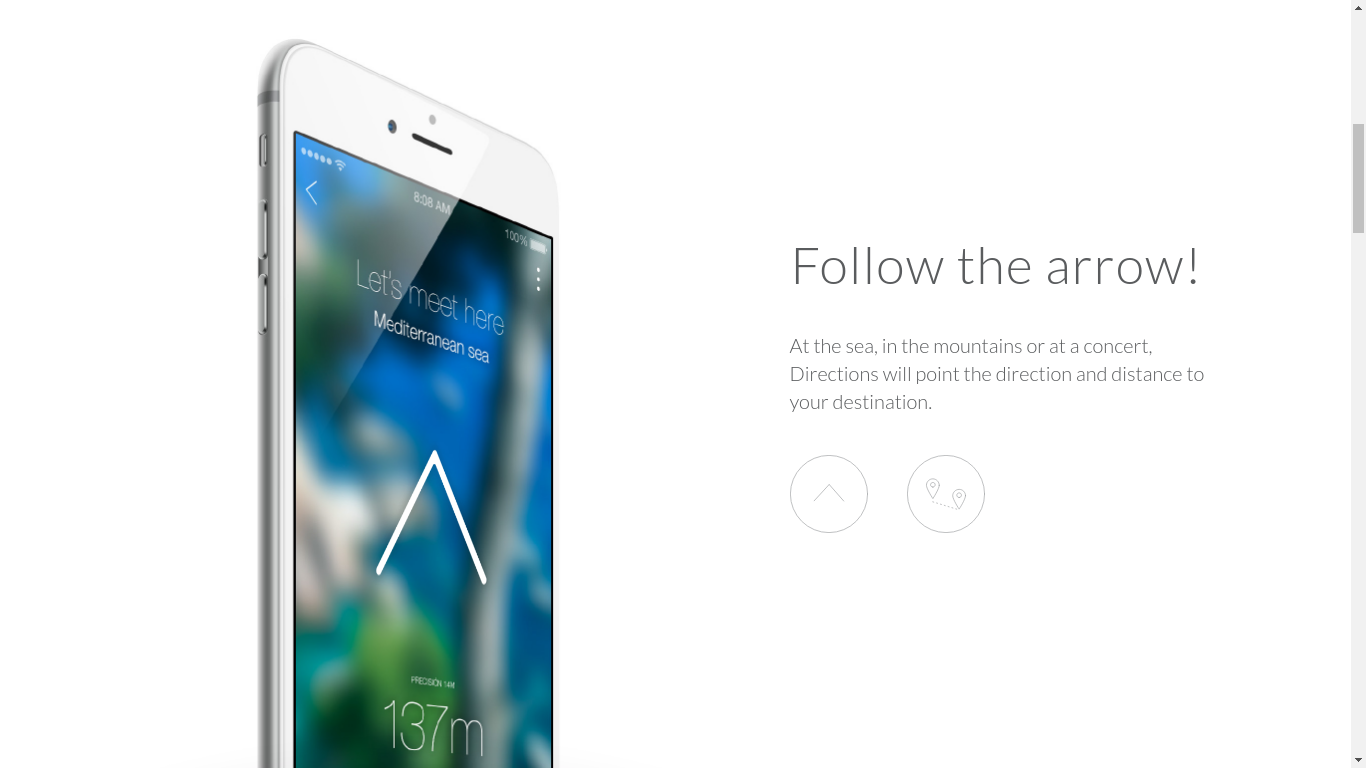 8:08 AM
100%
Let's meet here
Mediterranean sea
PRECISION 14M
137m
Follow the arrow!
At the sea, in the mountains or at a concert,
Directions will point the direction and distance to
your destination.